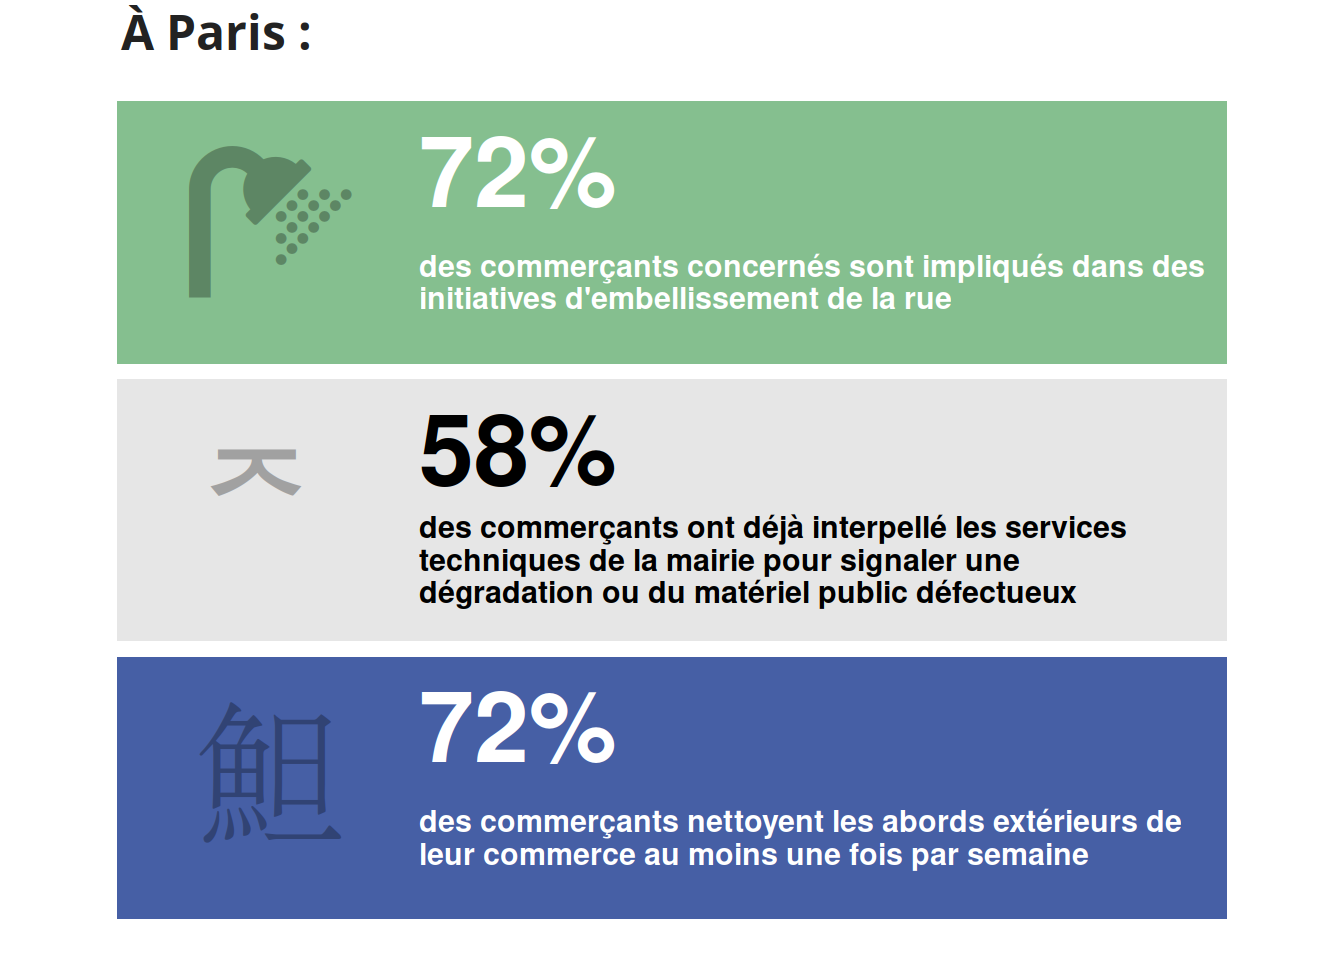 À Paris :
72%
des commerçants concernés sont impliqués dans des
initiatives d'embellissement de la rue
ㅈ
58%
des commerçants ont déjà interpellé les services
techniques de la mairie pour signaler une
dégradation ou du matériel public défectueux
䱇
72%
des commerçants nettoyent les abords extérieurs de
leur commerce au moins une fois par semaine